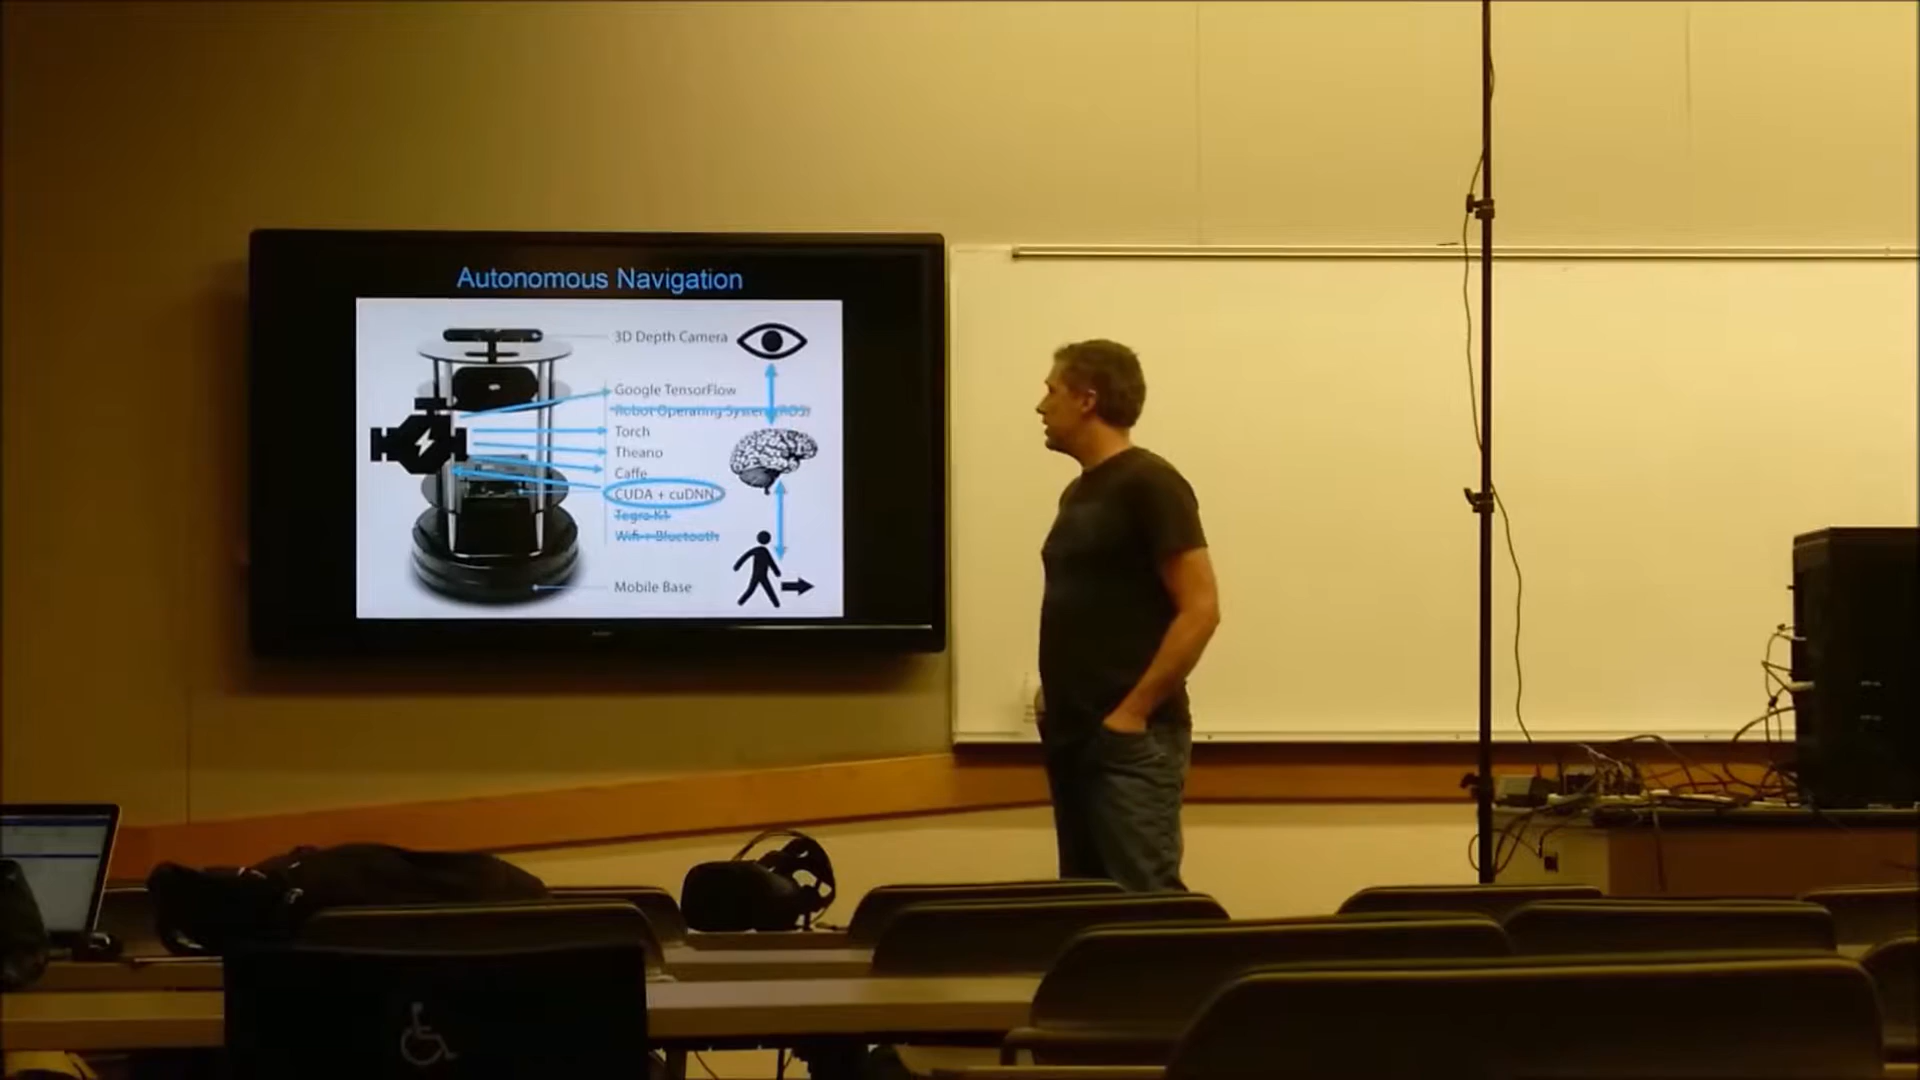 Autonomous Navigation
3D Depth Camera
Google TensorFlow
Robot Operating System (ROS)
Torch
Theano
Caffe
CUDA + cuDNN
Tegra K1
Wifi + Bluetooth
Mobile Base